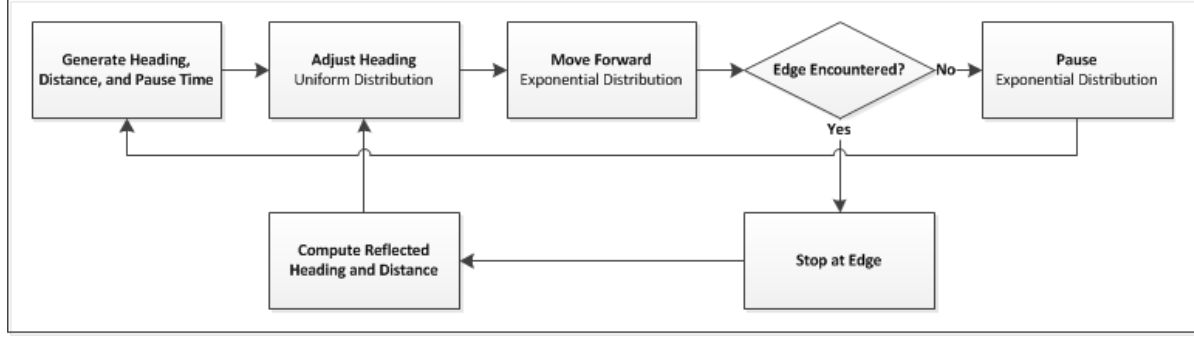 Generate Heading,
Distance, and Pause Time
Adjust Heading
Uniform Distribution
Move Forward
Exponential Distribution
Edge Encountered?
No
Pause
Exponential Distribution
Yes
Compute Reflected
Heading and Distance
Stop at Edge